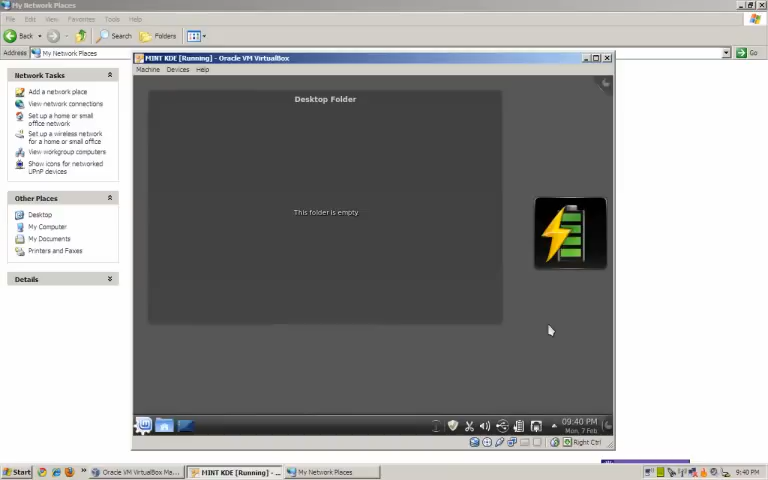 My Network Places
File Edit View Favorites Tools Help
Back Search Folders
Address My Network Places Go
Network Tasks
Add a network place
View network connections
Set up a home or small
office network
Set up a wireless network
for a home or small office
View workgroup computers
Show icons for networked
UPnP devices
Other Places
Desktop
My Computer
My Documents
Printers and Faxes
Details
MINT KDE [Running] - Oracle VM VirtualBox
Machine Devices Help
Desktop Folder
This folder is empty
09:40 PM
Mon, 7 Feb
Right Ctrl
Start Oracle VM VirtualBox Ma... MINT KDE [Running] - ... My Network Places 9:40 PM